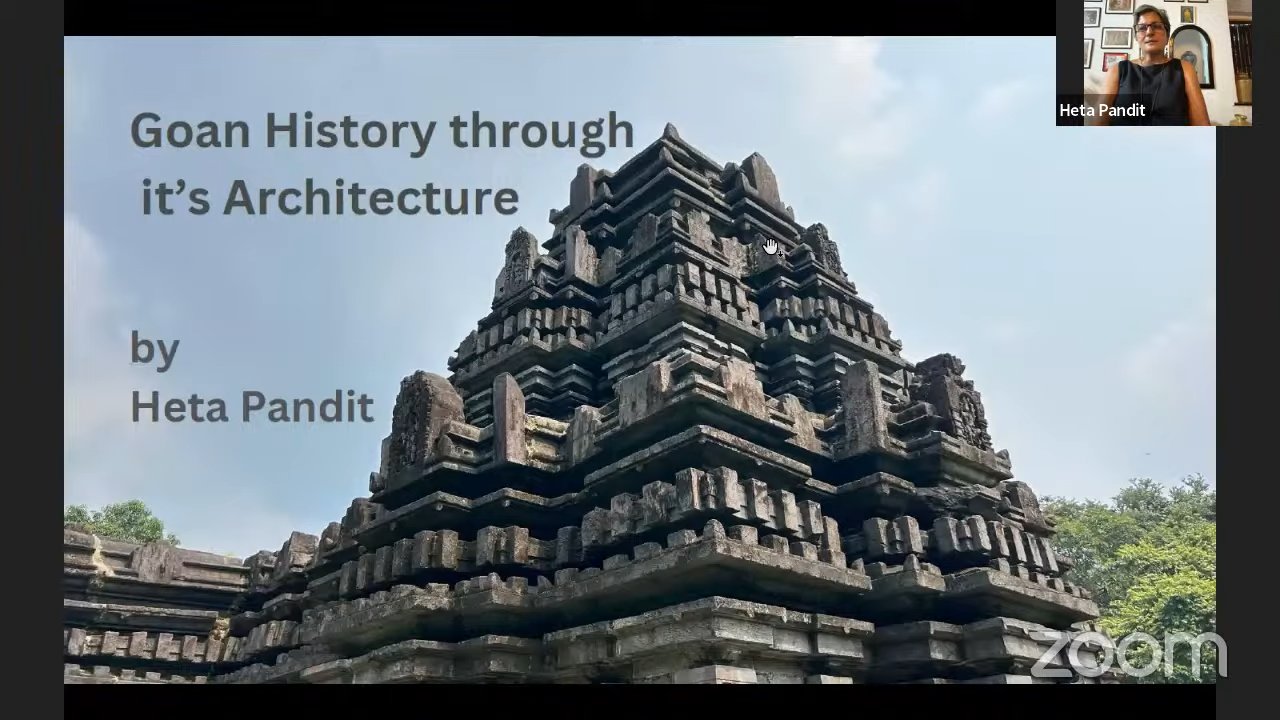 Goan History through
it’s Architecture
by
Heta Pandit
Heta Pandit
zoom